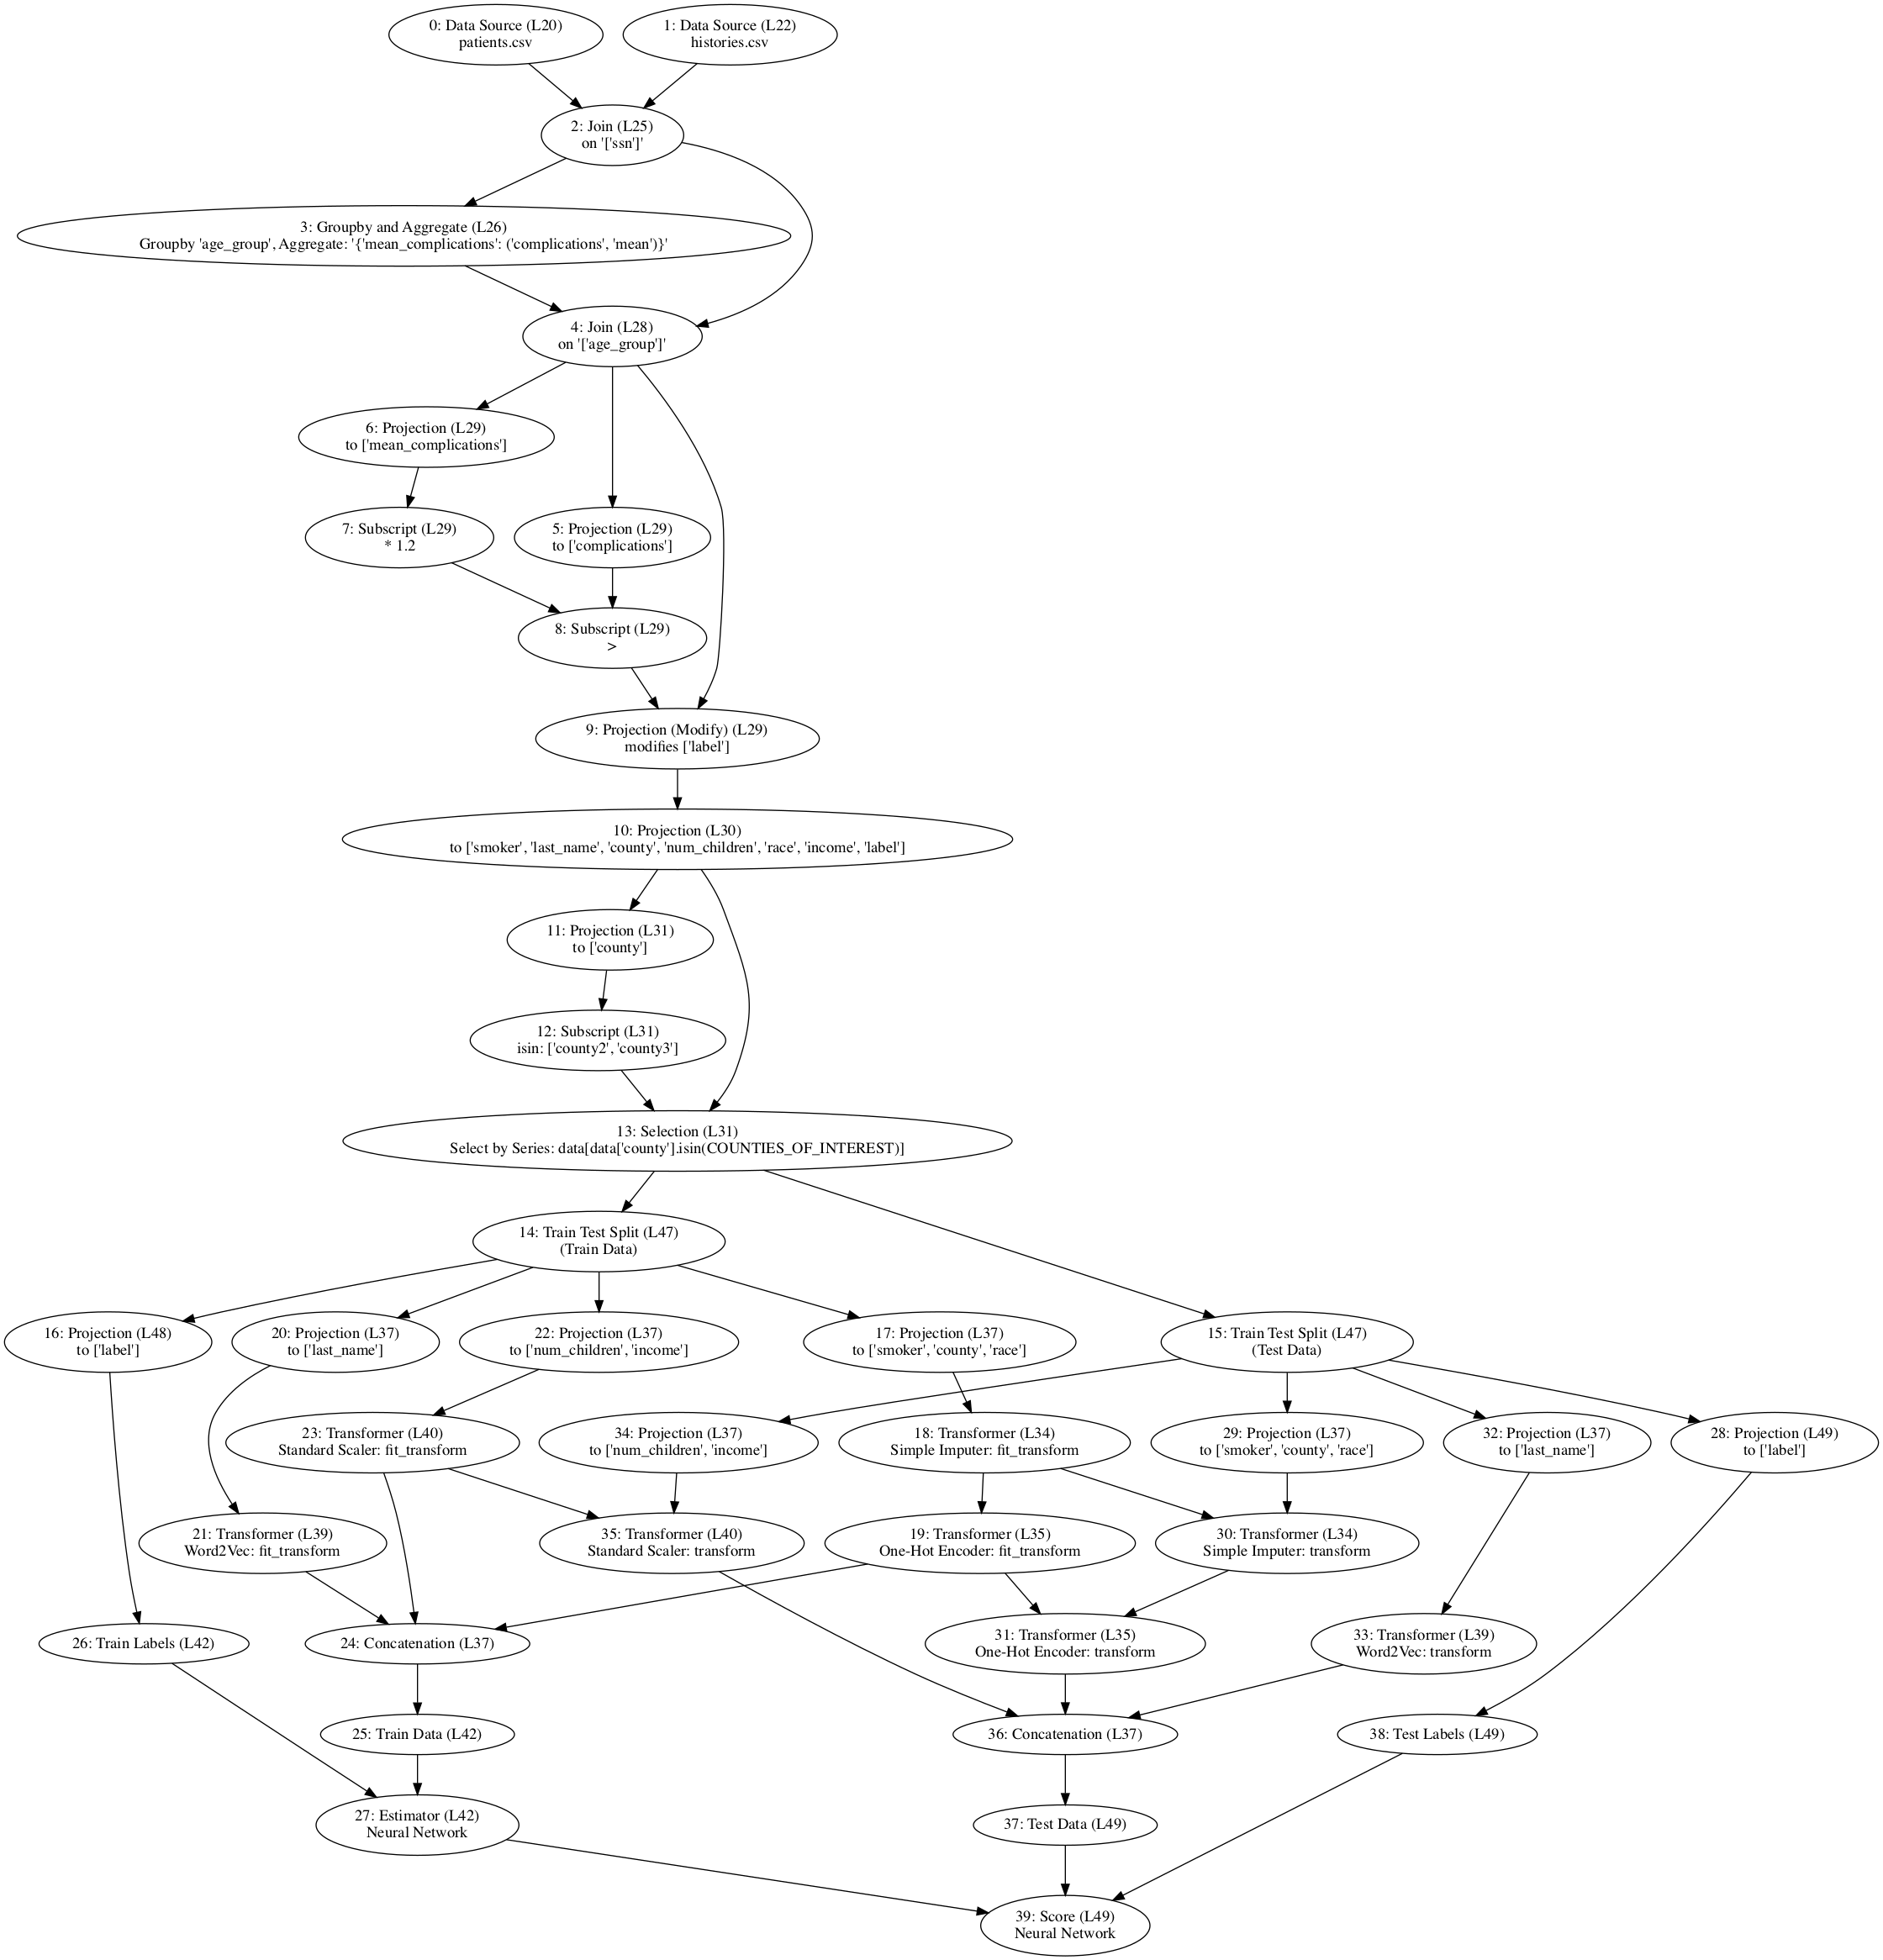 0: Data Source (L20)
patients.csv
1: Data Source (L22)
histories.csv
2: Join (L25)
on '['ssn']'
3: Groupby and Aggregate (L26)
Groupby 'age_group', Aggregate: '{'mean_complications': ('complications', 'mean')}'
4: Join (L28)
on '['age_group']'
6: Projection (L29)
to ['mean_complications']
7: Subscript (L29)
* 1.2
5: Projection (L29)
to ['complications']
8: Subscript (L29)
>
9: Projection (Modify) (L29)
modifies ['label']
10: Projection (L30)
to ['smoker', 'last_name', 'county', 'num_children', 'race', 'income', 'label']
11: Projection (L31)
to ['county']
12: Subscript (L31)
isin: ['county2', 'county3']
13: Selection (L31)
Select by Series: data[data['county'].isin(COUNTIES_OF_INTEREST)]
14: Train Test Split (L47)
(Train Data)
16: Projection (L48)
to ['label']
20: Projection (L37)
to ['last_name']
22: Projection (L37)
to ['num_children', 'income']
17: Projection (L37)
to ['smoker', 'county', 'race']
15: Train Test Split (L47)
(Test Data)
23: Transformer (L40)
Standard Scaler: fit_transform
34: Projection (L37)
to ['num_children', 'income']
18: Transformer (L34)
Simple Imputer: fit_transform
29: Projection (L37)
to ['smoker', 'county', 'race']
32: Projection (L37)
to ['last_name']
28: Projection (L49)
to ['label']
21: Transformer (L39)
Word2Vec: fit_transform
35: Transformer (L40)
Standard Scaler: transform
19: Transformer (L35)
One-Hot Encoder: fit_transform
30: Transformer (L34)
Simple Imputer: transform
26: Train Labels (L42)
24: Concatenation (L37)
31: Transformer (L35)
One-Hot Encoder: transform
33: Transformer (L39)
Word2Vec: transform
25: Train Data (L42)
36: Concatenation (L37)
38: Test Labels (L49)
27: Estimator (L42)
Neural Network
37: Test Data (L49)
39: Score (L49)
Neural Network